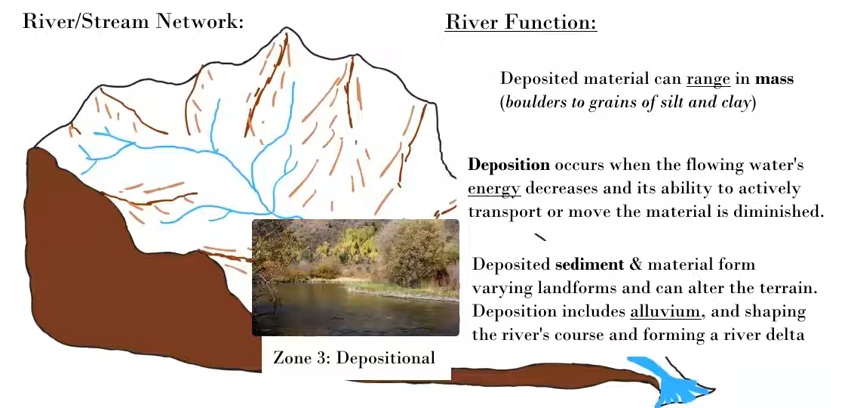 River/Stream Network:
River Function:
Deposited material can range in mass
(boulders to grains of silt and clay)
Deposition occurs when the flowing water's
energy decreases and its ability to actively
transport or move the material is diminished.
Deposited sediment & material form
varying landforms and can alter the terrain.
Deposition includes alluvium, and shaping
the river's course and forming a river delta
Zone 3: Depositional